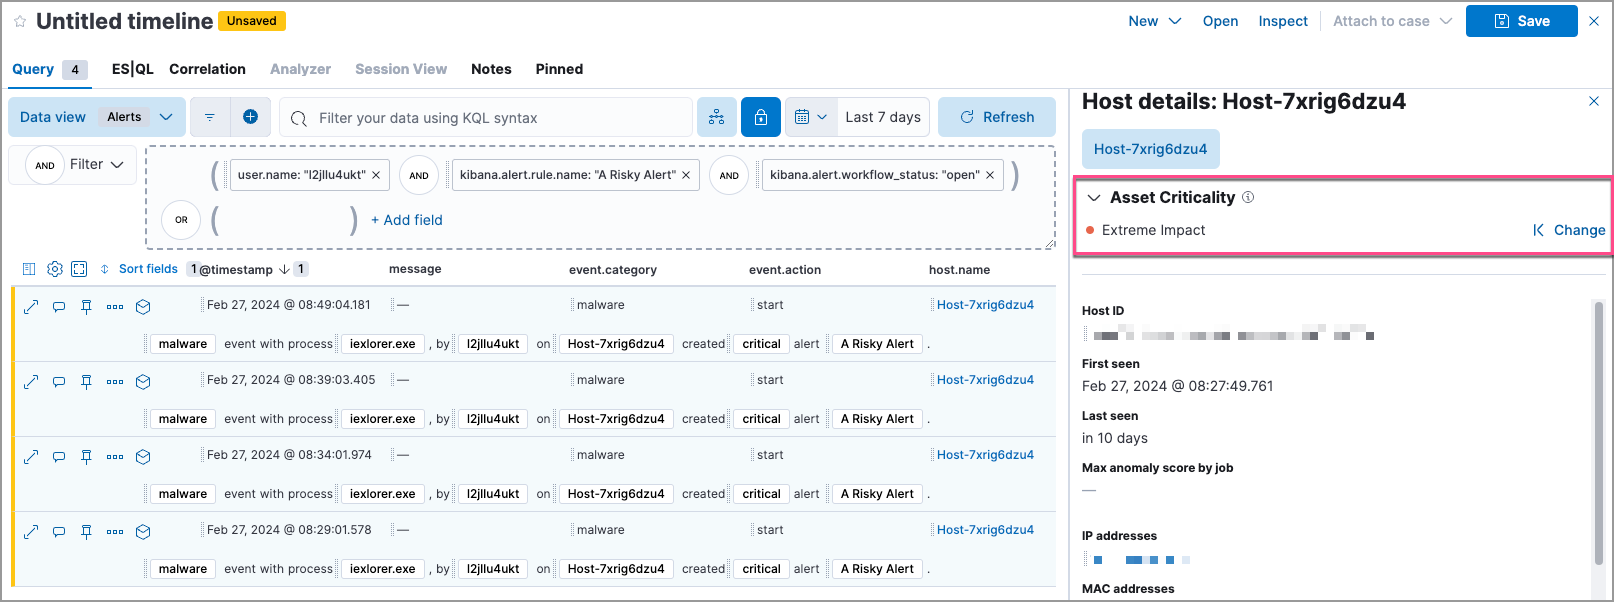 Untitled timeline Unsaved New Open Inspect Attach to case Save
Query 4 ES|QL Correlation Analyzer Session View Notes Pinned
Data view Alerts Filter your data using KQL syntax Last 7 days Refresh
AND Filter ( user.name: "l2jllu4ukt" × AND kibana.alert.rule.name: "A Risky Alert" × AND kibana.alert.workflow_status: "open" × )
OR ( ) + Add field
Sort fields 1 @timestamp 1 message event.category event.action host.name
Feb 27, 2024 @ 08:49:04.181 — malware start Host-7xrig6dzu4
malware event with process iexlorer.exe , by l2jllu4ukt on Host-7xrig6dzu4 created critical alert A Risky Alert .
Feb 27, 2024 @ 08:39:03.405 — malware start Host-7xrig6dzu4
malware event with process iexlorer.exe , by l2jllu4ukt on Host-7xrig6dzu4 created critical alert A Risky Alert .
Feb 27, 2024 @ 08:34:01.974 — malware start Host-7xrig6dzu4
malware event with process iexlorer.exe , by l2jllu4ukt on Host-7xrig6dzu4 created critical alert A Risky Alert .
Feb 27, 2024 @ 08:29:01.578 — malware start Host-7xrig6dzu4
malware event with process iexlorer.exe , by l2jllu4ukt on Host-7xrig6dzu4 created critical alert A Risky Alert .
Host details: Host-7xrig6dzu4
Host-7xrig6dzu4
Asset Criticality
Extreme Impact Change
Host ID
First seen
Feb 27, 2024 @ 08:27:49.761
Last seen
in 10 days
Max anomaly score by job
—
IP addresses
MAC addresses